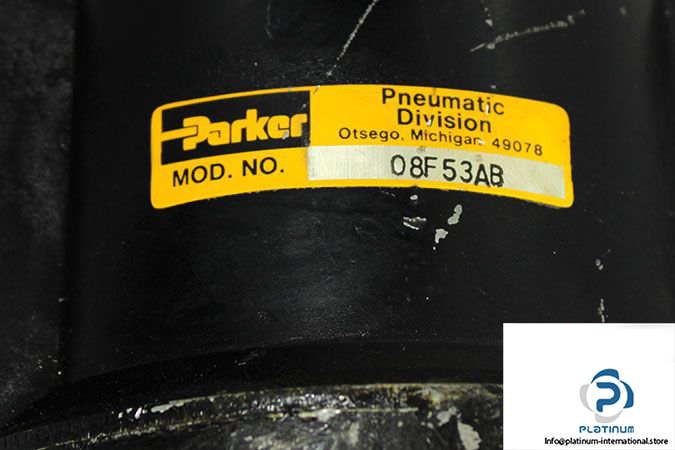 Parker
Pneumatic
Division
Otsego, Michigan 49078
MOD. NO.
08F53AB
PLATINUM
Info@platinum-international.store